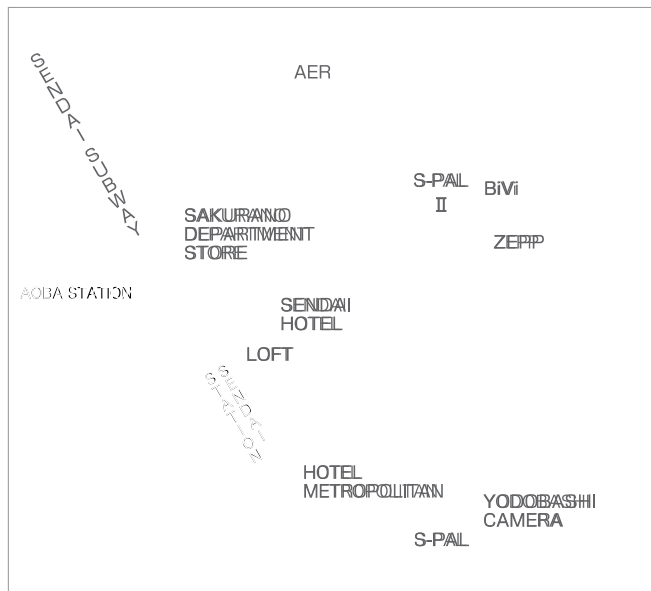 AER
SENDAI SUBWAY
S-PAL
II
BiVi
SAKURANO
DEPARTMENT
STORE
ZEPP
AOBA STATION
SENDAI
HOTEL
LOFT
SENDAI
STATION
HOTEL
METROPOLITAN
YODOBASHI
CAMERA
S-PAL